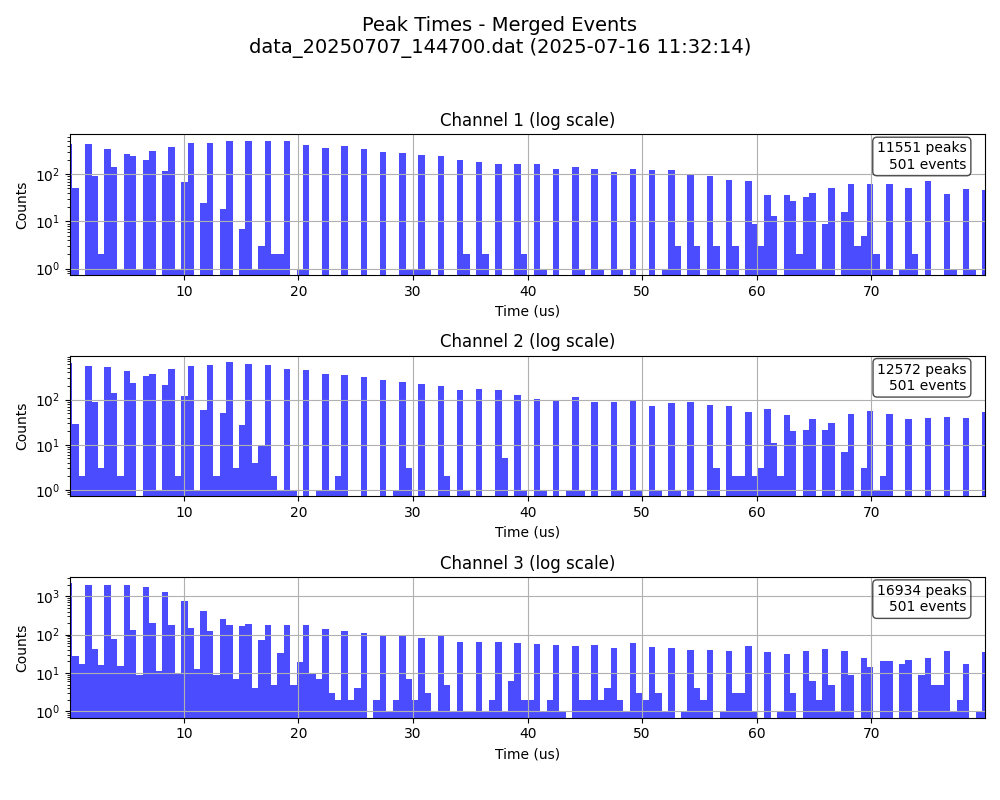 Peak Times - Merged Events
data_20250707_144700.dat (2025-07-16 11:32:14)
Channel 1 (log scale)
11551 peaks
501 events
Counts
10²
10¹
10⁰
10 20 30 40 50 60 70
Time (us)
Channel 2 (log scale)
12572 peaks
501 events
Counts
10²
10¹
10⁰
10 20 30 40 50 60 70
Time (us)
Channel 3 (log scale)
16934 peaks
501 events
Counts
10³
10²
10¹
10⁰
10 20 30 40 50 60 70
Time (us)